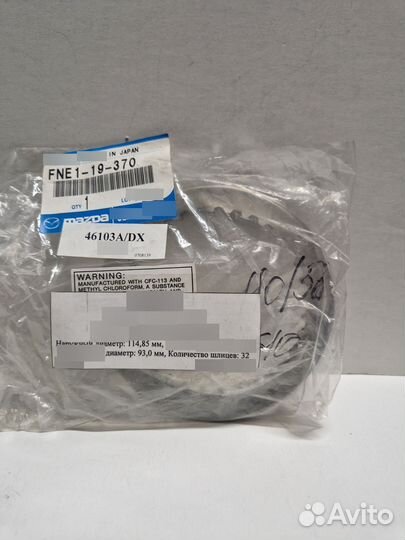 IN JAPAN
FNE1-19-370
QTY
1
mazda
46103A/DX
WARNING:
MANUFACTURED WITH CFC-113 AND
METHYL CHLOROFORM, A SUBSTANCE
диаметр: 114,85 мм,
диаметр: 93,0 мм, Количество шлицев: 32
Avito